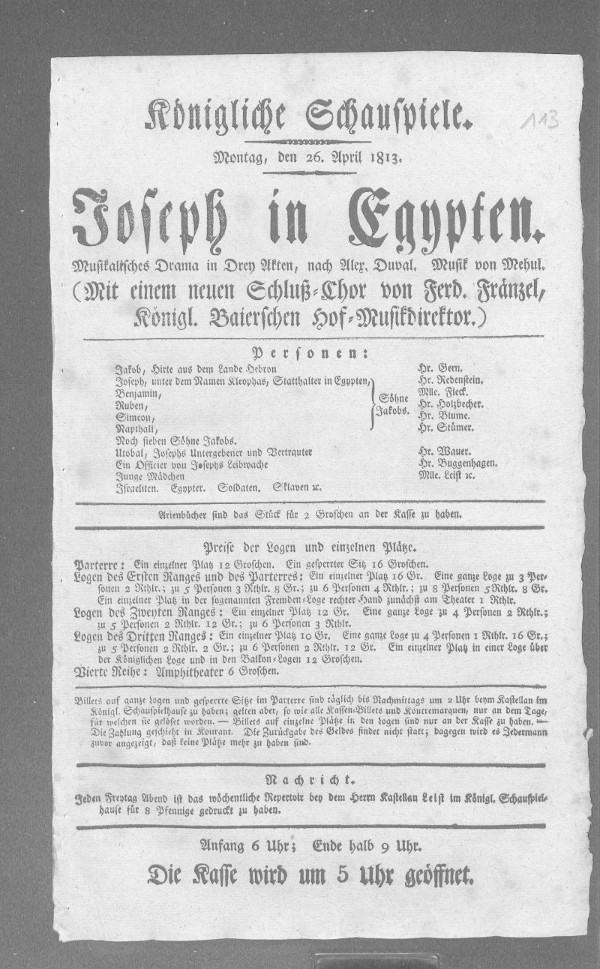 Königliche Schauspiele.
113
Montag, den 26. April 1813.
Joseph in Egypten.
Musikalisches Drama in Drey Akten, nach Alex. Duval. Musik von Mehul.
(Mit einem neuen Schluß-Chor von Ferd. Fränzel,
Königl. Baierschen Hof-Musikdirektor.)
Personen:
Jakob, Hirte aus dem Lande Hebron Hr. Gern.
Joseph, unter dem Namen Kleophas, Statthalter in Egypten, Hr. Rebenstein.
Benjamin, Mlle. Fleck.
Ruben, Söhne Hr. Holzbecher.
Simeon, Jakobs. Hr. Blume.
Napthali, Hr. Stümer.
Noch sieben Söhne Jakobs.
Utobal, Josephs Untergebener und Vertrauter Hr. Wauer.
Ein Officier von Josephs Leibwache Hr. Buggenhagen.
Junge Mädchen Mlle. Leist ꝛc.
Israeliten. Egypter. Soldaten. Sklaven ꝛc.
Arienbücher sind das Stück für 2 Groschen an der Kasse zu haben.
Preise der Logen und einzelnen Plätze.
Parterre: Ein einzelner Platz 12 Groschen. Ein gesperrter Sitz 16 Groschen.
Logen des Ersten Ranges und des Parterres: Ein einzelner Platz 16 Gr. Eine ganze Loge zu 3 Per-
sonen 2 Rthlr.; zu 5 Personen 3 Rthlr. 8 Gr.; zu 6 Personen 4 Rthlr.; zu 8 Personen 5 Rthlr. 8 Gr.
Ein einzelner Platz in der sogenannten Fremden-Loge rechter Hand zunächst am Theater 1 Rthlr.
Logen des Zweyten Ranges: Ein einzelner Platz 12 Gr. Eine ganze Loge zu 4 Personen 2 Rthlr.;
zu 5 Personen 2 Rthlr. 12 Gr.; zu 6 Personen 3 Rthlr.
Logen des Dritten Ranges: Ein einzelner Platz 10 Gr. Eine ganze Loge zu 4 Personen 1 Rthlr. 16 Gr.;
zu 5 Personen 2 Rthlr. 2 Gr.; zu 6 Personen 2 Rthlr. 12 Gr. Ein einzelner Platz in einer Loge über
der Königlichen Loge und in den Balkon-Logen 12 Groschen.
Vierte Reihe: Amphitheater 6 Groschen.
Billets auf ganze Logen und gesperrte Sitze im Parterre sind täglich bis Nachmittags um 2 Uhr beym Kastellan im
Königl. Schauspielhause zu haben; gelten aber, so wie alle Kassen-Billets und Kontremarquen, nur an dem Tage,
für welchen sie gelöset worden. — Billets auf einzelne Plätze in den Logen sind nur an der Kasse zu haben. —
Die Zahlung geschieht in Kourant. Die Zurückgabe des Geldes findet nicht statt; dagegen wird es Jedermann
zuvor angezeigt, daß keine Plätze mehr zu haben sind.
Nachricht.
Jeden Freytag Abend ist das wöchentliche Repertoir bey dem Herrn Kastellan Leist im Königl. Schauspiel-
hause für 8 Pfennige gedruckt zu haben.
Anfang 6 Uhr; Ende halb 9 Uhr.
Die Kasse wird um 5 Uhr geöffnet.